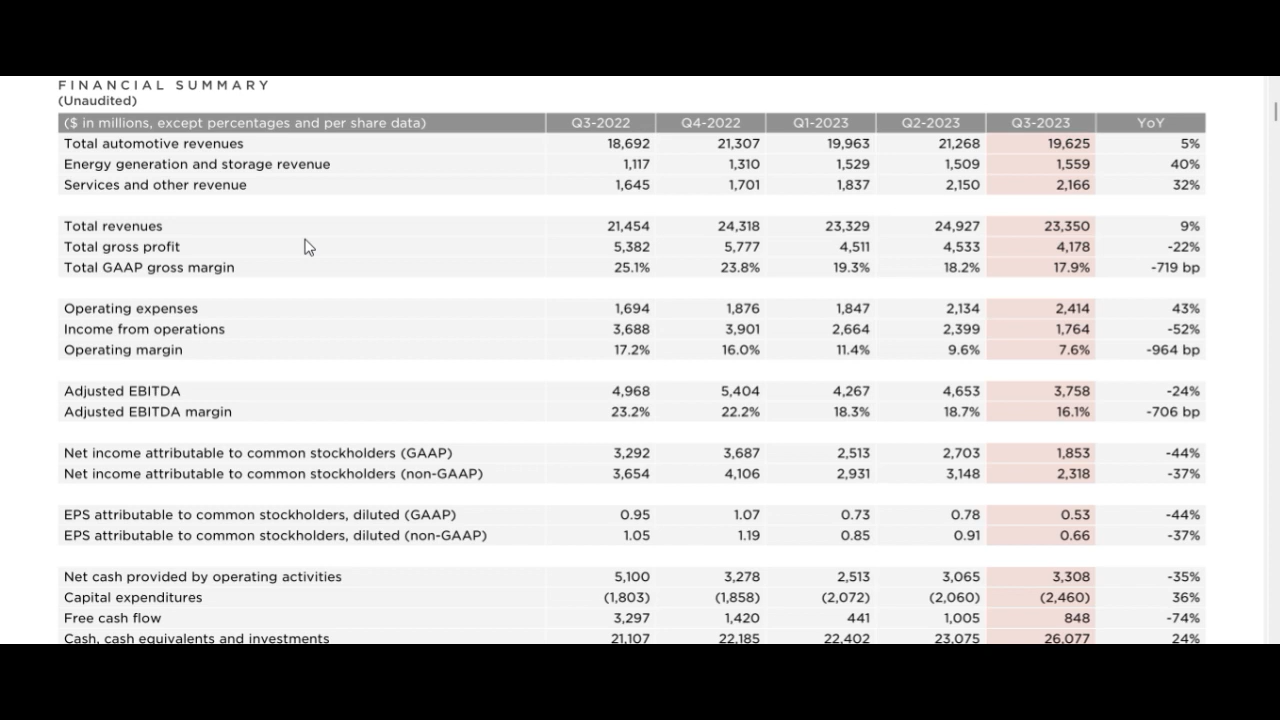 FINANCIAL SUMMARY
(Unaudited)
($ in millions, except percentages and per share data) Q3-2022 Q4-2022 Q1-2023 Q2-2023 Q3-2023 YoY
Total automotive revenues 18,692 21,307 19,963 21,268 19,625 5%
Energy generation and storage revenue 1,117 1,310 1,529 1,509 1,559 40%
Services and other revenue 1,645 1,701 1,837 2,150 2,166 32%
Total revenues 21,454 24,318 23,329 24,927 23,350 9%
Total gross profit 5,382 5,777 4,511 4,533 4,178 -22%
Total GAAP gross margin 25.1% 23.8% 19.3% 18.2% 17.9% -719 bp
Operating expenses 1,694 1,876 1,847 2,134 2,414 43%
Income from operations 3,688 3,901 2,664 2,399 1,764 -52%
Operating margin 17.2% 16.0% 11.4% 9.6% 7.6% -964 bp
Adjusted EBITDA 4,968 5,404 4,267 4,653 3,758 -24%
Adjusted EBITDA margin 23.2% 22.2% 18.3% 18.7% 16.1% -706 bp
Net income attributable to common stockholders (GAAP) 3,292 3,687 2,513 2,703 1,853 -44%
Net income attributable to common stockholders (non-GAAP) 3,654 4,106 2,931 3,148 2,318 -37%
EPS attributable to common stockholders, diluted (GAAP) 0.95 1.07 0.73 0.78 0.53 -44%
EPS attributable to common stockholders, diluted (non-GAAP) 1.05 1.19 0.85 0.91 0.66 -37%
Net cash provided by operating activities 5,100 3,278 2,513 3,065 3,308 -35%
Capital expenditures (1,803) (1,858) (2,072) (2,060) (2,460) 36%
Free cash flow 3,297 1,420 441 1,005 848 -74%
Cash, cash equivalents and investments 21,107 22,185 22,402 23,075 26,077 24%